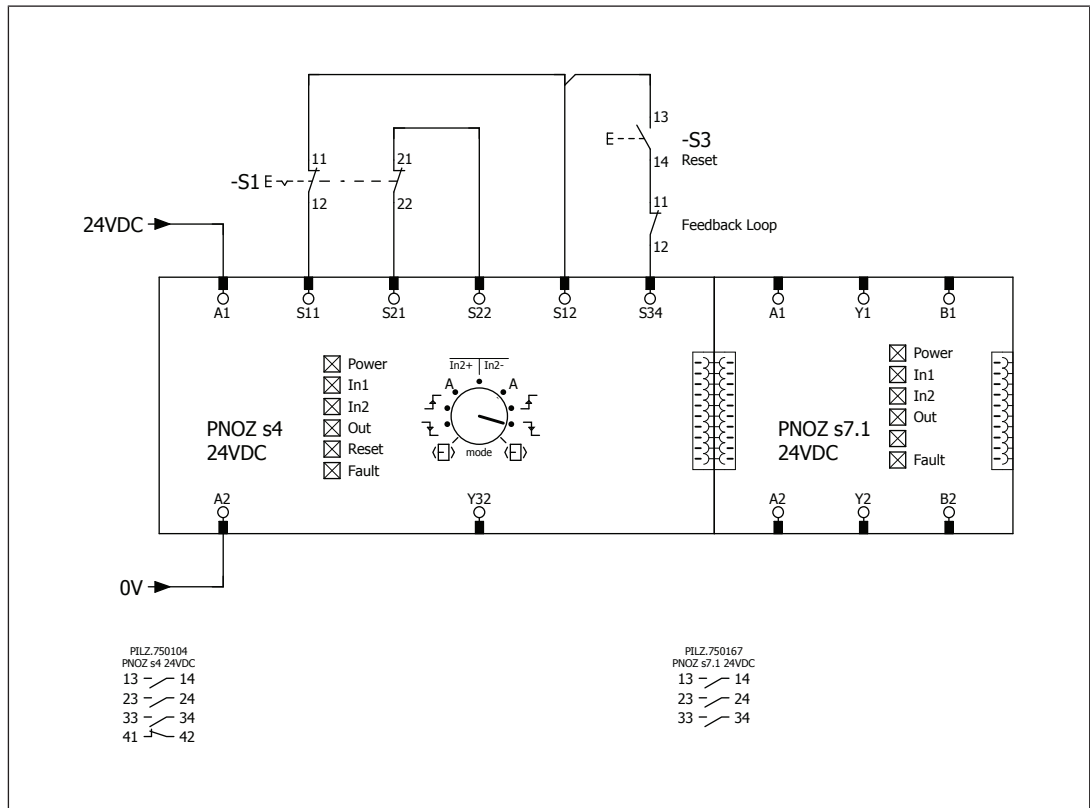 13
-S3
14
Reset
11
21
-S1
12
22
11
Feedback Loop
12
24VDC
A1
S11
S21
S22
S12
S34
A1
Y1
B1
Power
In1
In2
Out
Reset
Fault
In2+
In2-
A
A
mode
PNOZ s4
24VDC
Power
In1
In2
Out
Fault
PNOZ s7.1
24VDC
A2
Y32
A2
Y2
B2
0V
PILZ.750104
PNOZ s4 24VDC
13 14
23 24
33 34
41 42
PILZ.750167
PNOZ s7.1 24VDC
13 14
23 24
33 34